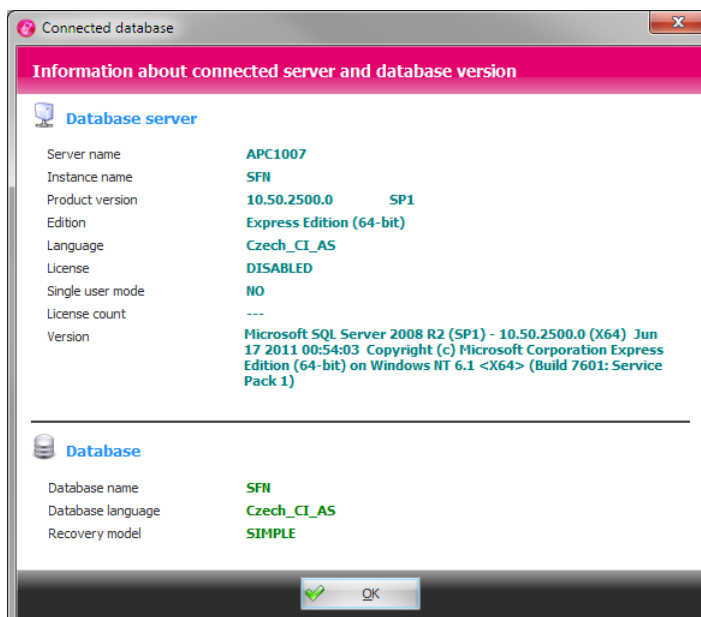 Connected database
Information about connected server and database version
Database server
Server name APC1007
Instance name SFN
Product version 10.50.2500.0 SP1
Edition Express Edition (64-bit)
Language Czech_CI_AS
License DISABLED
Single user mode NO
License count ---
Version Microsoft SQL Server 2008 R2 (SP1) - 10.50.2500.0 (X64) Jun
17 2011 00:54:03 Copyright (c) Microsoft Corporation Express
Edition (64-bit) on Windows NT 6.1 <X64> (Build 7601: Service
Pack 1)
Database
Database name SFN
Database language Czech_CI_AS
Recovery model SIMPLE
OK